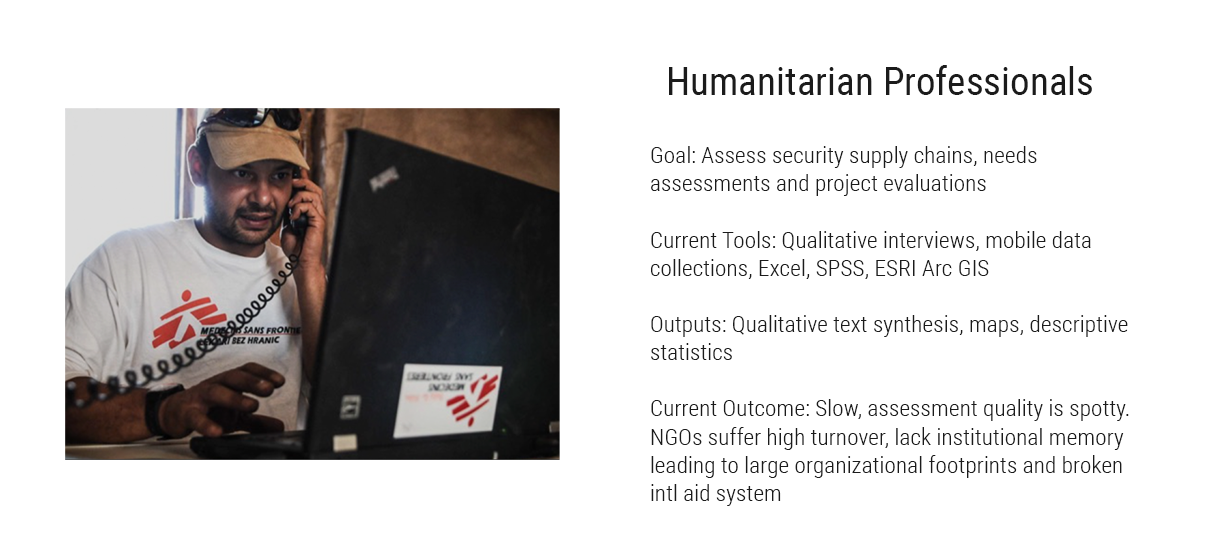 Humanitarian Professionals
Goal: Assess security supply chains, needs
assessments and project evaluations
Current Tools: Qualitative interviews, mobile data
collections, Excel, SPSS, ESRI Arc GIS
Outputs: Qualitative text synthesis, maps, descriptive
statistics
Current Outcome: Slow, assessment quality is spotty.
NGOs suffer high turnover, lack institutional memory
leading to large organizational footprints and broken
intl aid system
SANS FRONTIE
BEZ HRANIC
MEDECINS
SANS FRONTIERES